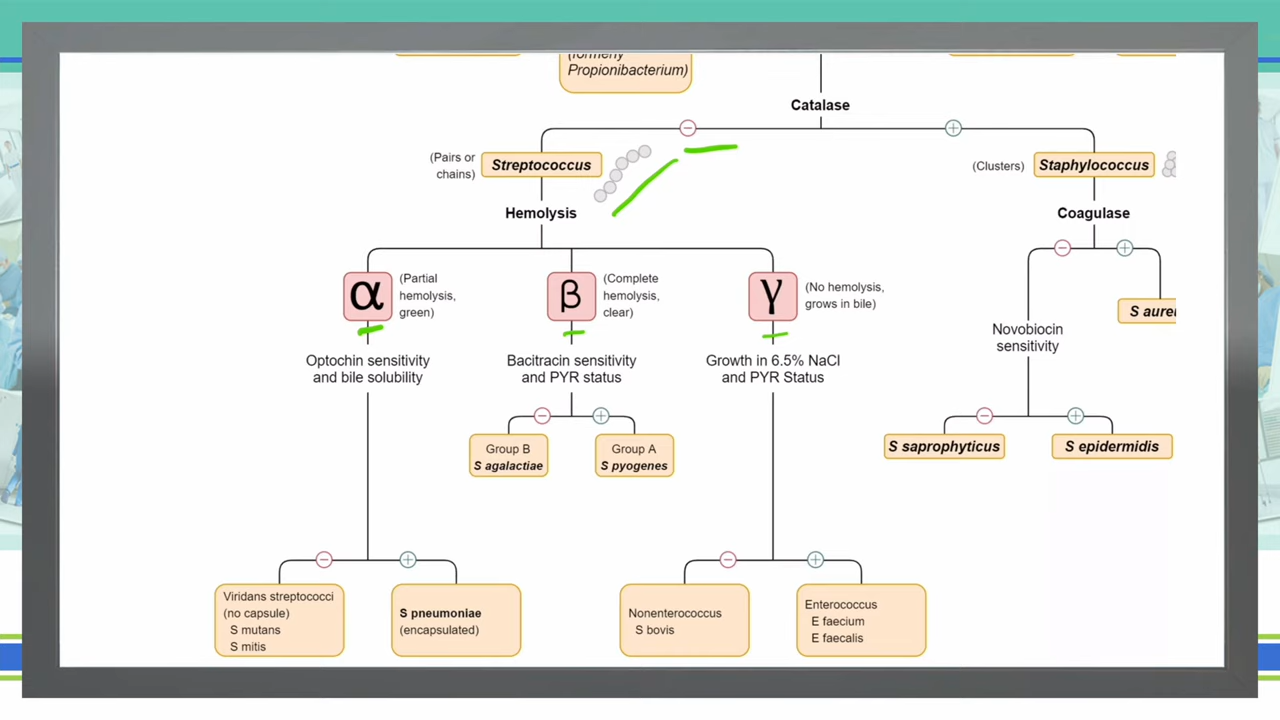 (formerly
Propionibacterium)
Catalase
(Pairs or
chains)
Streptococcus
(Clusters)
Staphylococcus
Hemolysis
Coagulase
α
(Partial
hemolysis,
green)
β
(Complete
hemolysis,
clear)
γ
(No hemolysis,
grows in bile)
S aure
Novobiocin
sensitivity
Optochin sensitivity
and bile solubility
Bacitracin sensitivity
and PYR status
Growth in 6.5% NaCl
and PYR Status
Group B
S agalactiae
Group A
S pyogenes
S saprophyticus
S epidermidis
Viridans streptococci
(no capsule)
S mutans
S mitis
S pneumoniae
(encapsulated)
Nonenterococcus
S bovis
Enterococcus
E faecium
E faecalis